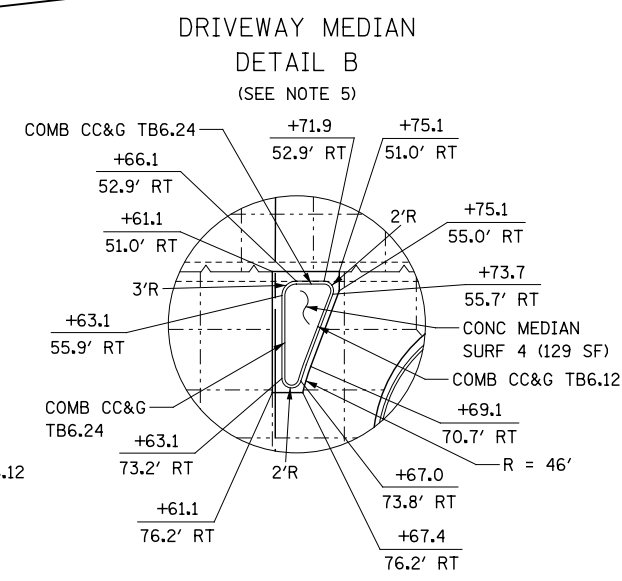 DRIVEWAY MEDIAN
DETAIL B
(SEE NOTE 5)
COMB CC&G TB6.24
+71.9
52.9' RT
+75.1
51.0' RT
+66.1
52.9' RT
+61.1
51.0' RT
2'R
+75.1
55.0' RT
3'R
+73.7
55.7' RT
+63.1
55.9' RT
CONC MEDIAN
SURF 4 (129 SF)
COMB CC&G TB6.12
COMB CC&G
TB6.24
+69.1
70.7' RT
+63.1
73.2' RT
2'R
R = 46'
.12
+67.0
73.8' RT
+61.1
76.2' RT
+67.4
76.2' RT